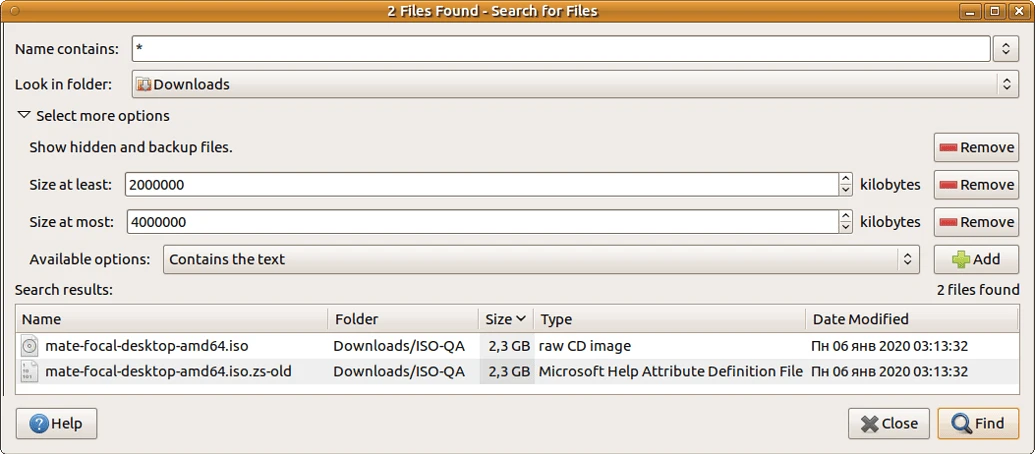 2 Files Found - Search for Files
Name contains: *
Look in folder: Downloads
Select more options
Show hidden and backup files. Remove
Size at least: 2000000 kilobytes Remove
Size at most: 4000000 kilobytes Remove
Available options: Contains the text Add
Search results: 2 files found
Name Folder Size Type Date Modified
mate-focal-desktop-amd64.iso Downloads/ISO-QA 2,3 GB raw CD image Пн 06 янв 2020 03:13:32
mate-focal-desktop-amd64.iso.zs-old Downloads/ISO-QA 2,3 GB Microsoft Help Attribute Definition File Пн 06 янв 2020 03:13:32
Help Close Find